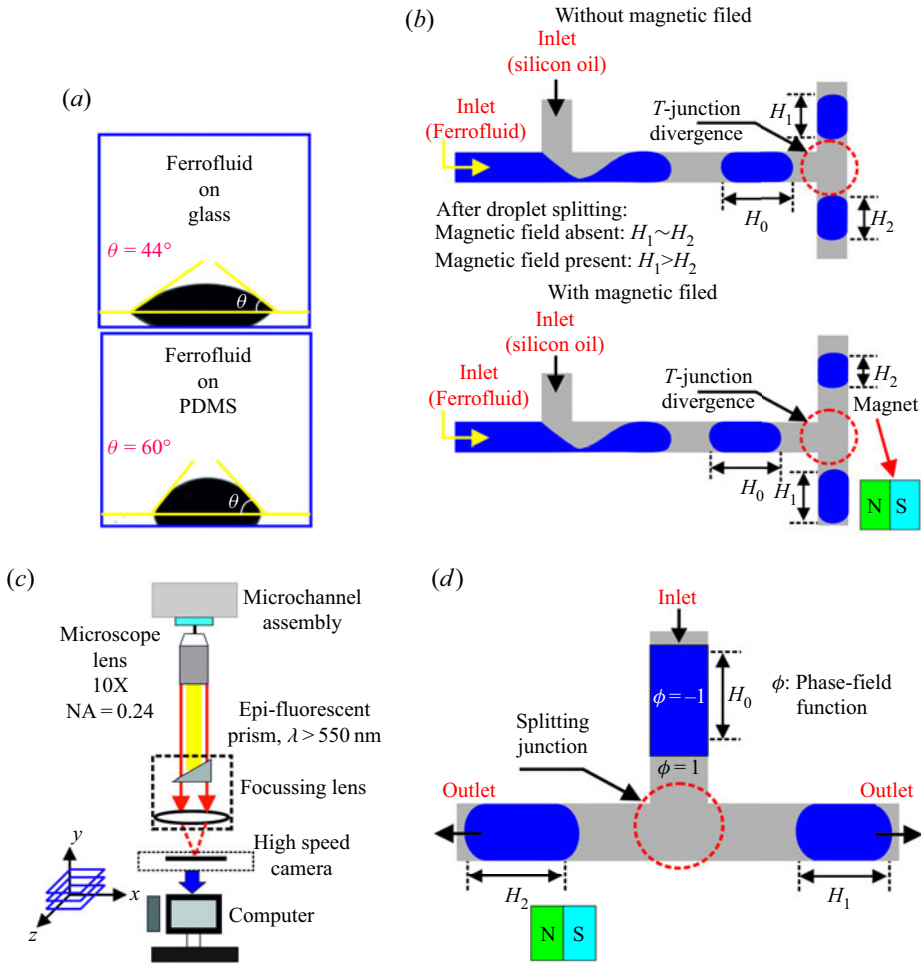 (a)
Ferrofluid
on
glass
θ = 44°
θ
Ferrofluid
on
PDMS
θ = 60°
θ
(b)
Without magnetic filed
Inlet
(silicon oil)
Inlet
(Ferrofluid)
T-junction
divergence
H1
H0
H2
After droplet splitting:
Magnetic field absent: H1~H2
Magnetic field present: H1>H2
With magnetic filed
Inlet
(silicon oil)
Inlet
(Ferrofluid)
T-junction
divergence
H2
Magnet
H0
H1
N S
(c)
Microchannel
assembly
Microscope
lens
10X
NA = 0.24
Epi-fluorescent
prism, λ > 550 nm
Focussing lens
High speed
camera
Computer
y
x
z
(d)
Inlet
ϕ = –1
H0
ϕ: Phase-field
function
Splitting
junction
ϕ = 1
Outlet
Outlet
H2
H1
N S